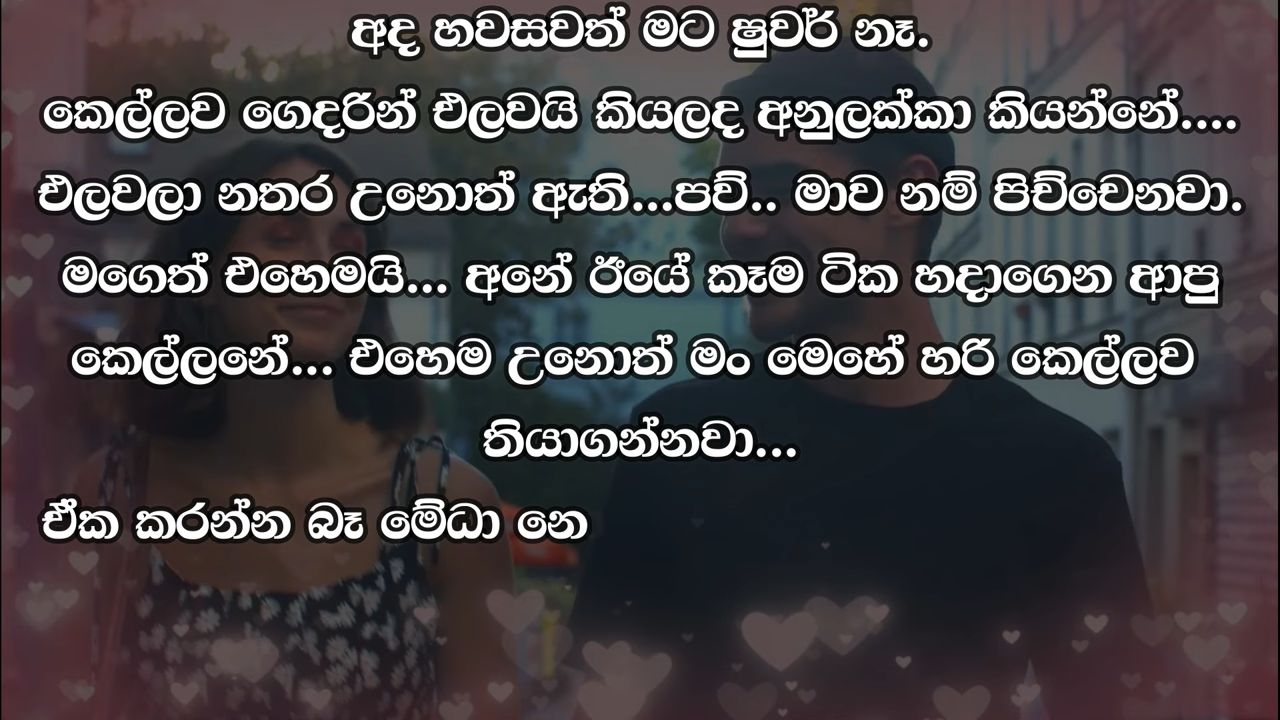 අද හවසවත් මට ෂුවර් නෑ.
කෙල්ලව ගෙදරින් එලවයි කියලද අනුලක්කා කියන්නේ....
එලවලා නතර උනොත් ඇති...පව්.. මාව නම් පිච්චෙනවා.
මගෙත් එහෙමයි... අනේ ඊයේ කෑම ටික හදාගෙන ආපු
කෙල්ලනේ... එහෙම උනොත් මං මෙහේ හරි කෙල්ලව
තියාගන්නවා...
ඒක කරන්න බෑ මේධා නෙ